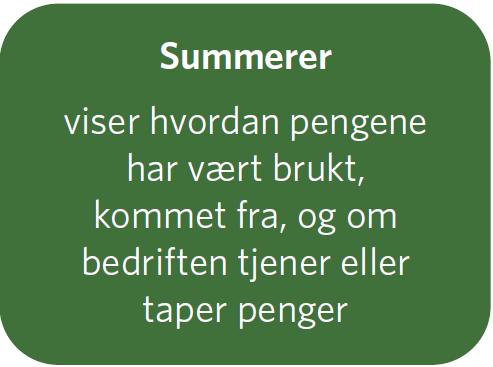 Summerer
viser hvordan pengene
har vært brukt,
kommet fra, og om
bedriften tjener eller
taper penger